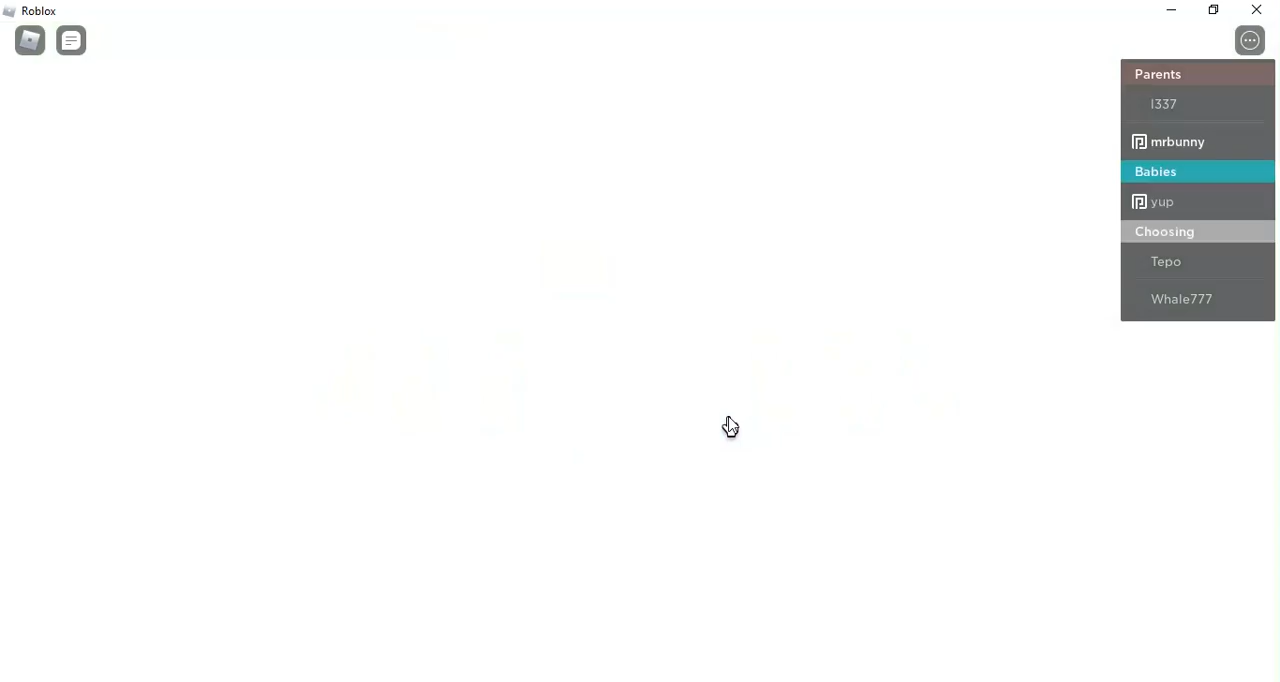 Roblox
Parents
l337
mrbunny
Babies
yup
Choosing
Tepo
Whale777